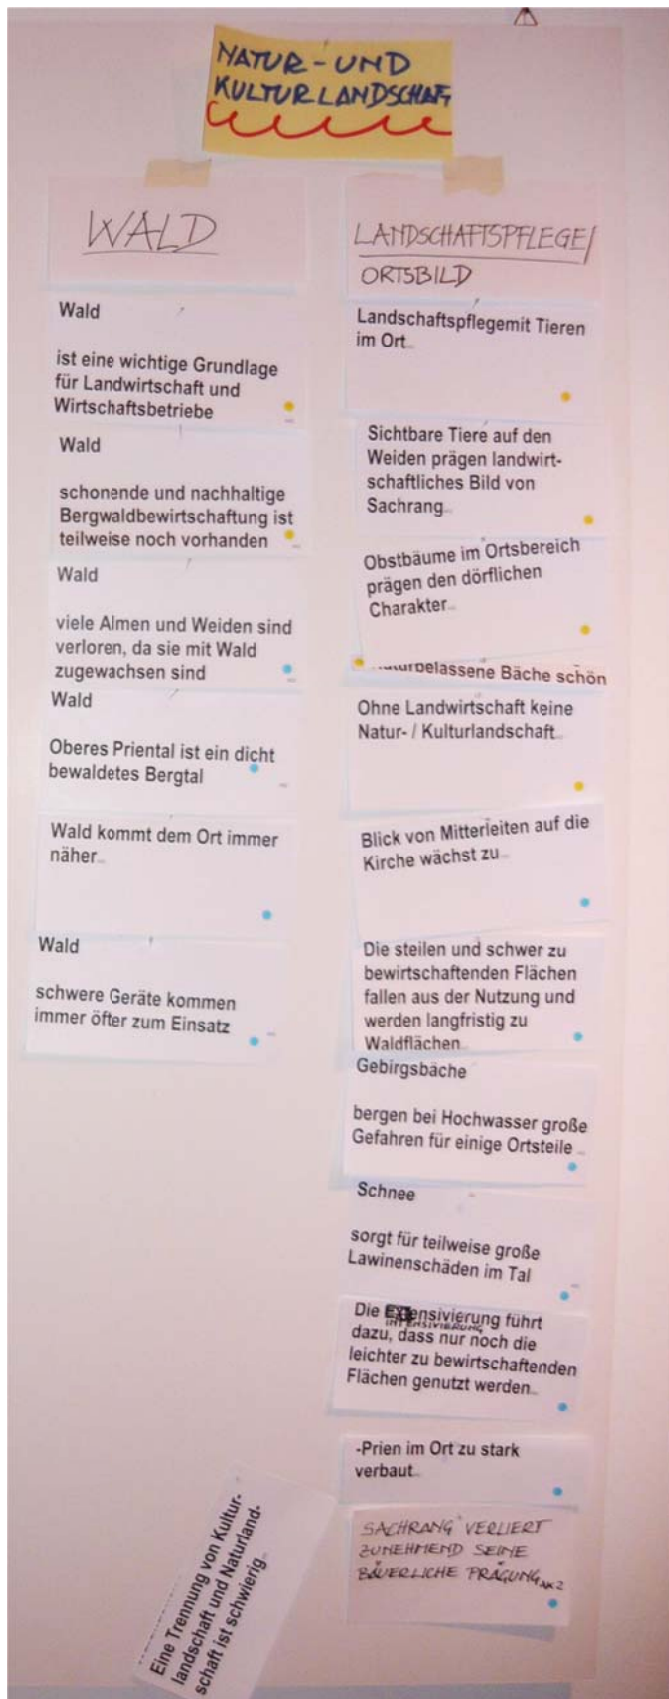 NATUR-UND
KULTURLANDSCHAFT
WALD
Wald
ist eine wichtige Grundlage
für Landwirtschaft und
Wirtschaftsbetriebe
Wald
schonende und nachhaltige
Bergwaldbewirtschaftung ist
teilweise noch vorhanden
Wald
viele Almen und Weiden sind
verloren, da sie mit Wald
zugewachsen sind
Wald
Oberes Priental ist ein dicht
bewaldetes Bergtal
Wald kommt dem Ort immer
näher
Wald
schwere Geräte kommen
immer öfter zum Einsatz
LANDSCHAFTSPFLEGE/
ORTSBILD
Landschaftspflegemit Tieren
im Ort
Sichtbare Tiere auf den
Weiden prägen landwirt-
schaftliches Bild von
Sachrang
Obstbäume im Ortsbereich
prägen den dörflichen
Charakter
Naturbelassene Bäche schön
Ohne Landwirtschaft keine
Natur- / Kulturlandschaft
Blick von Mitterleiten auf die
Kirche wächst zu
Die steilen und schwer zu
bewirtschaftenden Flächen
fallen aus der Nutzung und
werden langfristig zu
Waldflächen
Gebirgsbäche
bergen bei Hochwasser große
Gefahren für einige Ortsteile
Schnee
sorgt für teilweise große
Lawinenschäden im Tal
Die Extensivierung führt
INTENSIVIERUNG
dazu, dass nur noch die
leichter zu bewirtschaftenden
Flächen genutzt werden
-Prien im Ort zu stark
verbaut
SACHRANG VERLIERT
ZUNEHMEND SEINE
BÄUERLICHE PRÄGUNG
Eine Trennung von Kultur-
landschaft und Naturland-
schaft ist schwierig